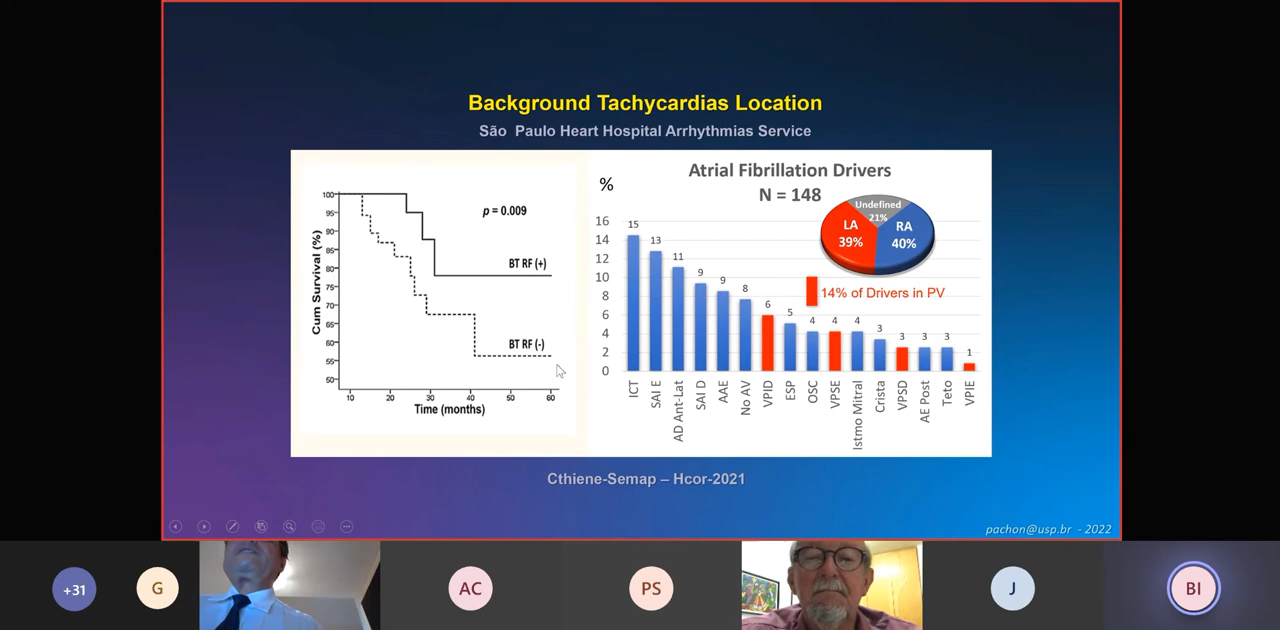 Background Tachycardias Location
São Paulo Heart Hospital Arrhythmias Service
100
95
90
85
80
75
70
65
60
55
50
Cum Survival (%)
p = 0.009
BT RF (+)
BT RF (-)
10 20 30 40 50 60
Time (months)
Atrial Fibrillation Drivers
N = 148
%
Undefined
21%
LA
39%
RA
40%
14% of Drivers in PV
16
14
12
10
8
6
4
2
0
15 13 11 9 9 8 6 5 4 4 4 3 3 3 3 1
ICT
SAI E
AD Ant-Lat
SAI D
AAE
No AV
VPID
ESP
OSC
VPSE
Istmo Mitral
Crista
VPSD
AE Post
Teto
VPIE
Cthiene-Semap – Hcor-2021
pachon@usp.br - 2022
+31
G
AC
PS
J
BI